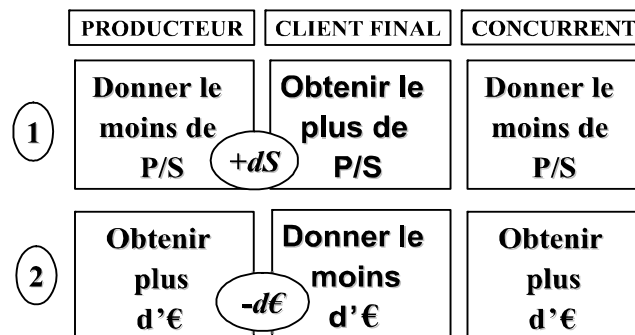 PRODUCTEUR CLIENT FINAL CONCURRENT
1
Donner le
moins de
P/S
+dS
Obtenir le
plus de
P/S
Donner le
moins de
P/S
2
Obtenir
plus
d'€
-d€
Donner le
moins
d'€
Obtenir
plus
d'€